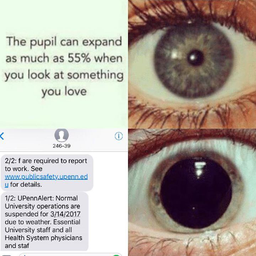 The pupil can expand
as much as 55% when
you look at something
you love
246-39
2/2: f are required to report
to work. See
www.publicsafety.upenn.ed
u for details.
1/2: UPennAlert: Normal
University operations are
suspended for 3/14/2017
due to weather. Essential
University staff and all
Health System physicians
and staf